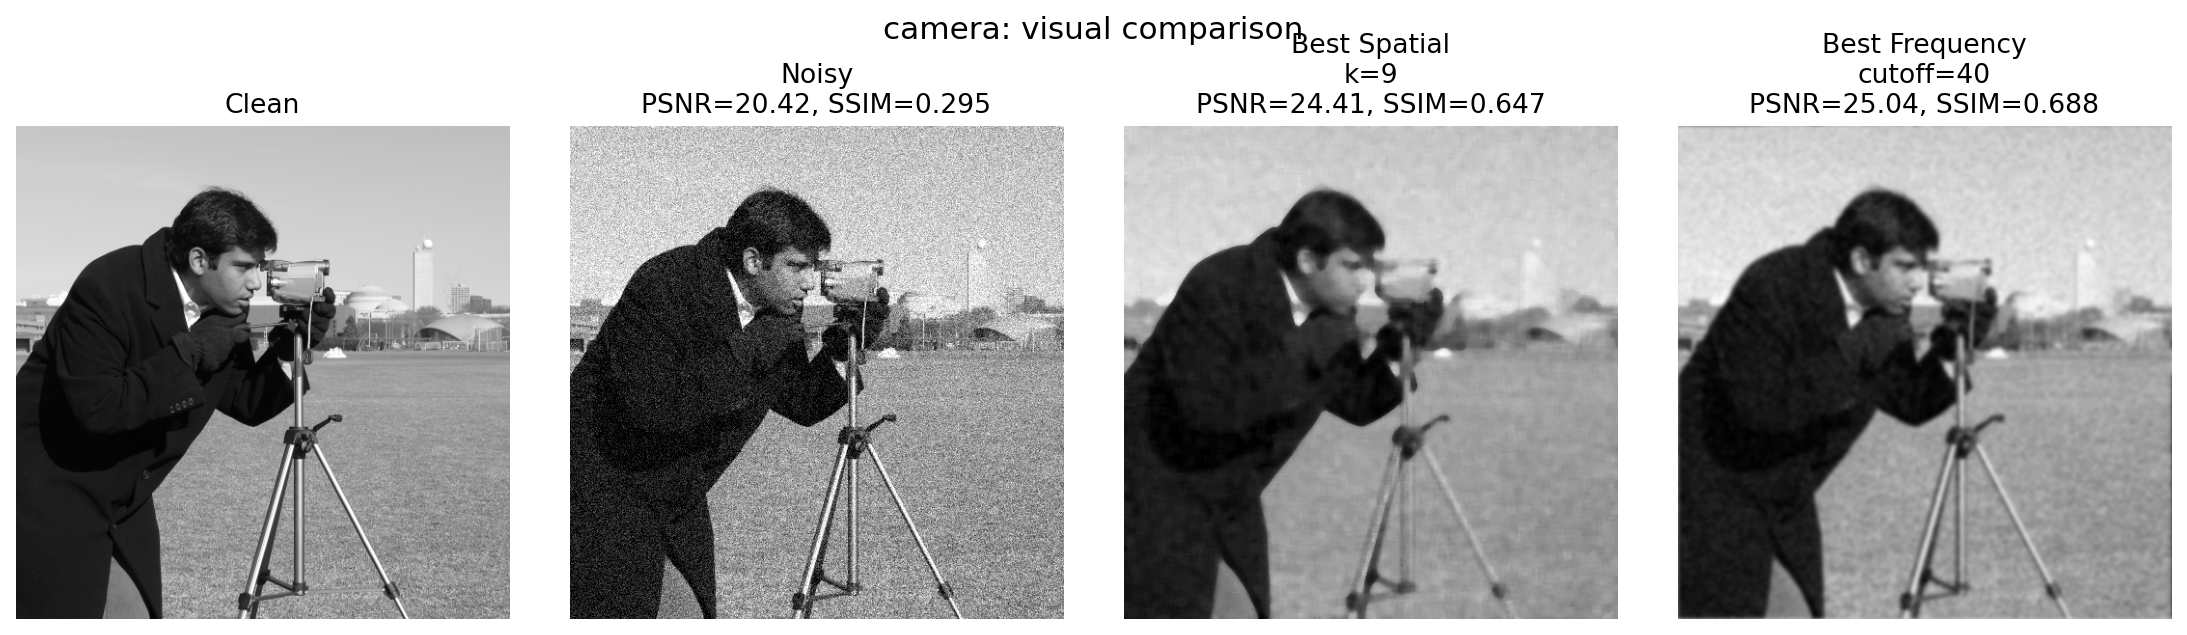 camera: visual comparison
Clean
Noisy
PSNR=20.42, SSIM=0.295
Best Spatial
k=9
PSNR=24.41, SSIM=0.647
Best Frequency
cutoff=40
PSNR=25.04, SSIM=0.688